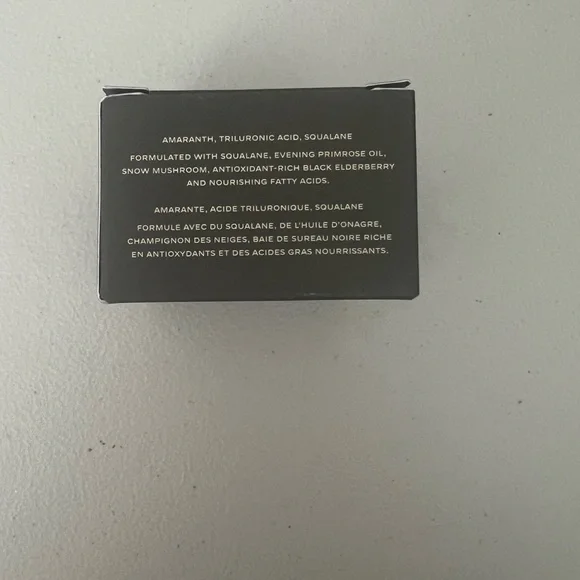 AMARANTH, TRILURONIC ACID, SQUALANE
FORMULATED WITH SQUALANE, EVENING PRIMROSE OIL,
SNOW MUSHROOM, ANTIOXIDANT-RICH BLACK ELDERBERRY
AND NOURISHING FATTY ACIDS.
AMARANTE, ACIDE TRILURONIQUE, SQUALANE
FORMULE AVEC DU SQUALANE, DE L'HUILE D'ONAGRE,
CHAMPIGNON DES NEIGES, BAIE DE SUREAU NOIRE RICHE
EN ANTIOXYDANTS ET DES ACIDES GRAS NOURRISSANTS.